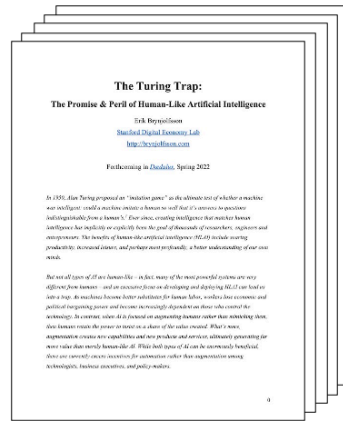 The Turing Trap:
The Promise & Peril of Human-Like Artificial Intelligence
Erik Brynjolfsson
Stanford Digital Economy Lab
http://brynjolfsson.com
Forthcoming in Daedalus, Spring 2022
In 1950, Alan Turing proposed an "imitation game" as the ultimate test of whether a machine
was intelligent: could a machine imitate a human so well that it's answers to questions
indistinguishable from a human's. Ever since, creating intelligence that matches human
intelligence has implicitly or explicitly been the goal of thousands of researchers, engineers and
entrepreneurs. The benefits of human-like artificial intelligence (HLAI) include soaring
productivity, increased leisure, and perhaps most profoundly, a better understanding of our own
minds.
But not all types of AI are human-like – in fact, many of the most powerful systems are very
different from humans – and an excessive focus on developing and deploying HLAI can lead us
into a trap. As machines become better substitutes for human labor, workers lose economic and
political bargaining power and become increasingly dependent on those who control the
technology. In contrast, when AI is focused on augmenting humans rather than mimicking them,
then humans retain the power to insist on a share of the value created. What's more,
augmentation creates new capabilities and new products and services, ultimately generating far
more value than merely human-like AI. While both types of AI can be enormously beneficial,
there are currently excess incentives for automation rather than augmentation among
technologists, business executives, and policy-makers.
0